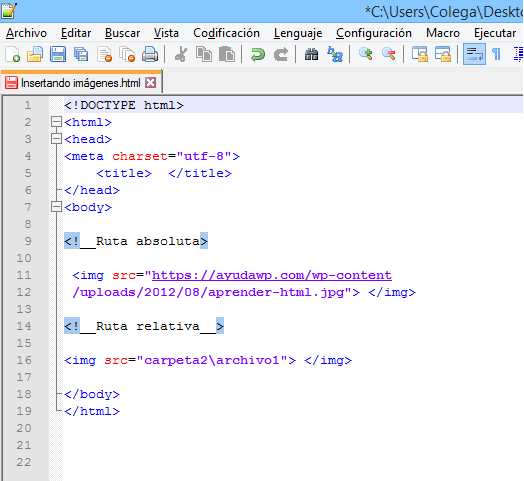 *C:\Users\Colega\Deskto
Archivo Editar Buscar Vista Codificación Lenguaje Configuración Macro Ejecutar
Insertando imágenes.html
1 <!DOCTYPE html>
2 <html>
3 <head>
4 <meta charset="utf-8">
5 <title>  </title>
6 </head>
7 <body>
8
9 <!__Ruta absoluta>
10
11 <img src="https://ayudawp.com/wp-content
12 /uploads/2012/08/aprender-html.jpg"> </img>
13
14 <!__Ruta relativa__>
15
16 <img src="carpeta2\archivo1"> </img>
17
18 </body>
19 </html>
20
21
22